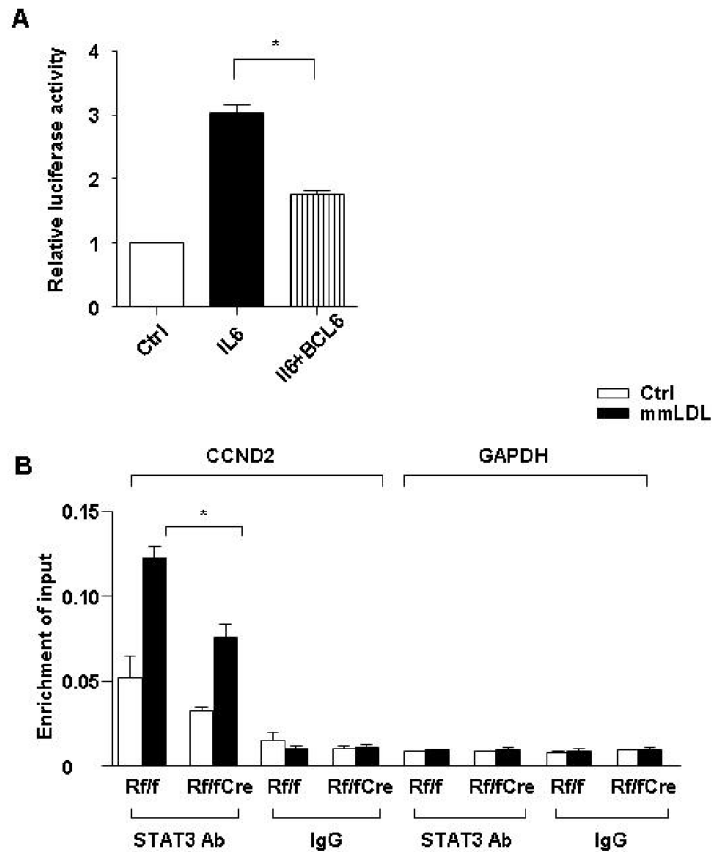 A
Relative luciferase activity
4
3
2
1
0
*
Ctrl
IL6
Il6+BCL6
Ctrl
mmLDL
B
CCND2
GAPDH
Enrichment of input
0.15
0.10
0.05
0
*
Rf/f
Rf/fCre
Rf/f
Rf/fCre
Rf/f
Rf/fCre
Rf/f
Rf/fCre
STAT3 Ab
IgG
STAT3 Ab
IgG